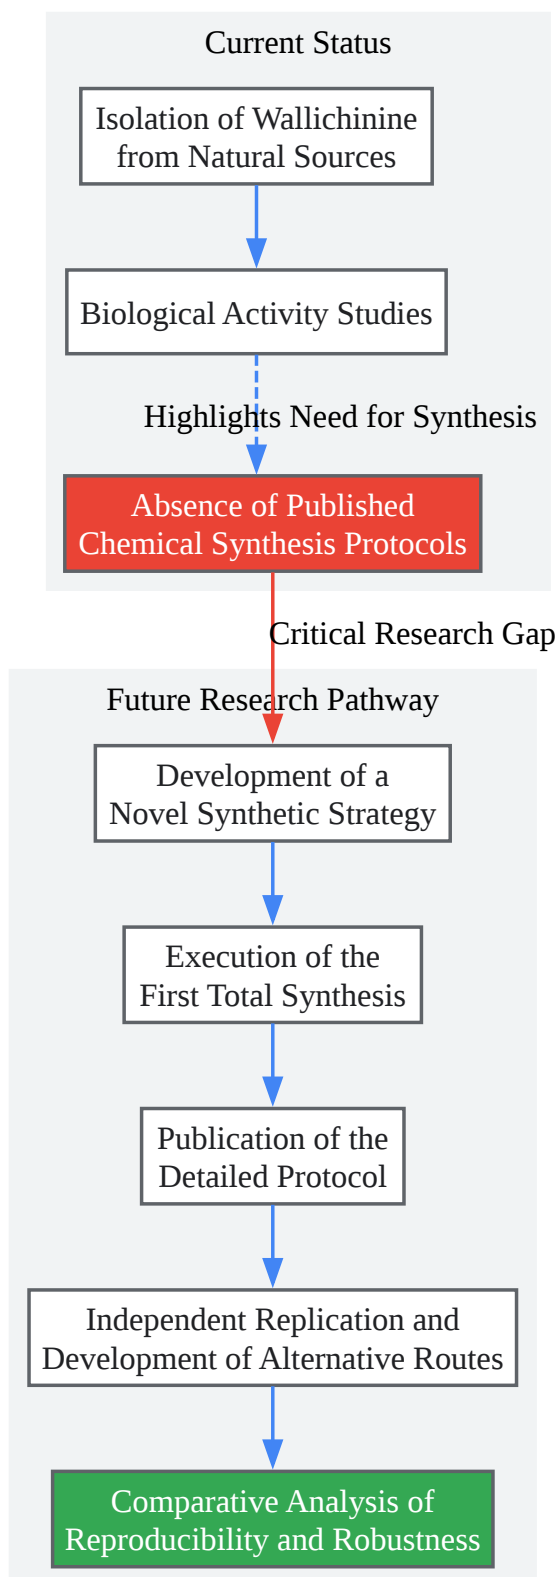 Current Status
Isolation of Wallichinine
from Natural Sources
Biological Activity Studies
Highlights Need for Synthesis
Absence of Published
Chemical Synthesis Protocols
Critical Research Gap
Future Research Pathway
Development of a
Novel Synthetic Strategy
Execution of the
First Total Synthesis
Publication of the
Detailed Protocol
Independent Replication and
Development of Alternative Routes
Comparative Analysis of
Reproducibility and Robustness